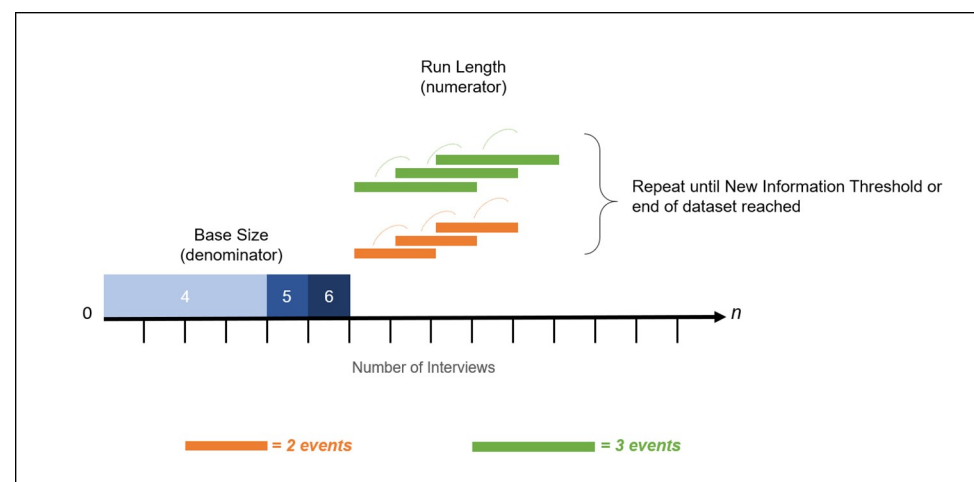 Run Length
(numerator)
Repeat until New Information Threshold or
end of dataset reached
Base Size
(denominator)
4 5 6
0
n
Number of Interviews
= 2 events
= 3 events